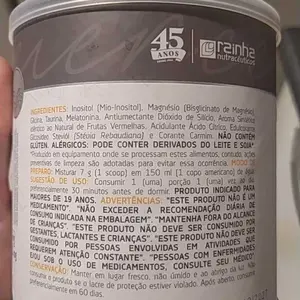 45
ANOS
rainha
nutracêuticos
INGREDIENTES: Inositol (Mio-Inositol), Magnésio (Bisglicinato de Magnésio),
Glicina, Taurina, Melatonina, Antiumectante Dióxido de Silício, Aroma
idêntico ao Natural de Frutas Vermelhas, Acidulante Ácido Cítrico, Edulcorante
Glicosídeo Steviol (Stévia Rebaudiana) e Corante Carmim. NÃO CONTÉM
GLÚTEN. ALÉRGICOS: PODE CONTER DERIVADOS DO LEITE E SOJA*.
*Produzido em equipamento onde se processam estes alimentos, contudo, ações
preventivas de limpeza são adotadas para evitar essa ocorrência. MODO DE
PREPARO: Misturar 7 g (1 scoop) em 150 ml (1 copo americano) de água.
SUGESTÃO DE USO: Consumir 1 (uma) porção 1 (uma) vez ao dia,
preferencialmente 30 minutos antes de dormir. PRODUTO INDICADO PARA
MAIORES DE 19 ANOS. ADVERTÊNCIAS: "ESTE PRODUTO NÃO É UM
MEDICAMENTO". "NÃO EXCEDER A RECOMENDAÇÃO DIÁRIA DE
CONSUMO INDICADA NA EMBALAGEM". "MANTENHA FORA DO ALCANCE
DE CRIANÇAS". "ESTE PRODUTO NÃO DEVE SER CONSUMIDO POR
GESTANTES, LACTANTES E CRIANÇAS". "ESTE PRODUTO NÃO DEVE
SER CONSUMIDO POR PESSOAS ENVOLVIDAS EM ATIVIDADES QUE
REQUEREM ATENÇÃO CONSTANTE". "PESSOAS COM ENFERMIDADES
OU SOB O USO DE MEDICAMENTOS, CONSULTE SEU MÉDICO".
CONSERVAÇÃO: Manter em lugar fresco, não úmido e ao abrigo da luz. Não
consumir o produto se o lacre de proteção estiver violado. Após aberto, consumir
preferencialmente em 60 dias.